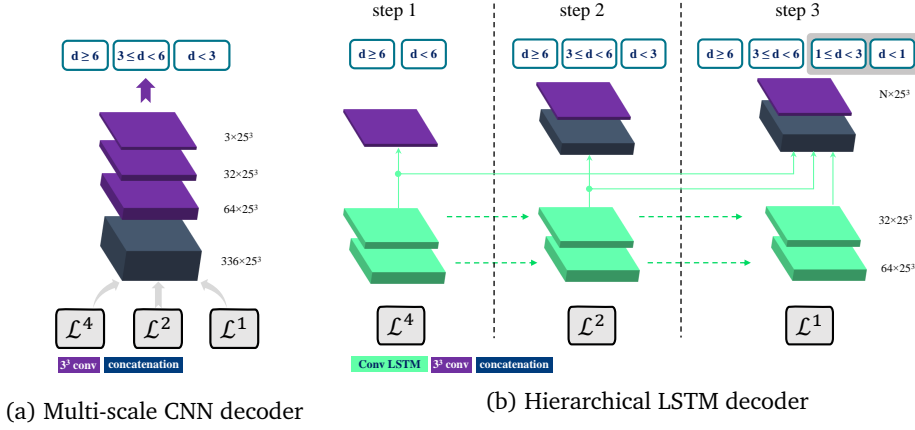 step 1
step 2
step 3
d ≥ 6
3 ≤ d < 6
d < 3
d ≥ 6
d < 6
d ≥ 6
3 ≤ d < 6
d < 3
d ≥ 6
3 ≤ d < 6
1 ≤ d < 3
d < 1
3×25³
32×25³
64×25³
336×25³
N×25³
32×25³
64×25³
ℒ⁴
ℒ²
ℒ¹
ℒ⁴
ℒ²
ℒ¹
3³ conv
concatenation
Conv LSTM
3³ conv
concatenation
(a) Multi-scale CNN decoder
(b) Hierarchical LSTM decoder